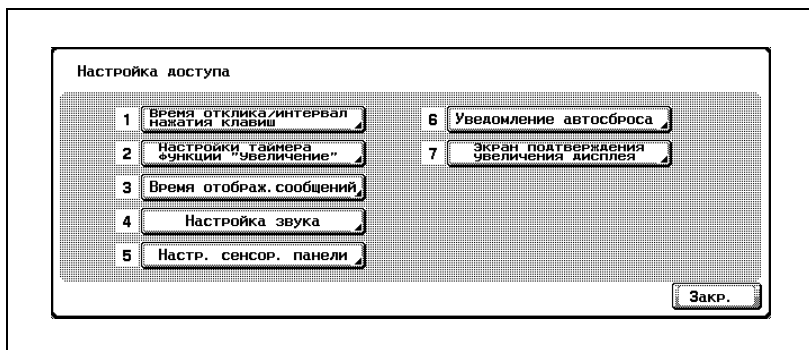 Настройка доступа
1 Время отклика/интервал
нажатия клавиш
2 Настройки таймера
функции "Увеличение"
3 Время отображ.сообщений
4 Настройка звука
5 Настр. сенсор. панели
6 Уведомление автосброса
7 Экран подтверждения
увеличения дисплея
Закр.